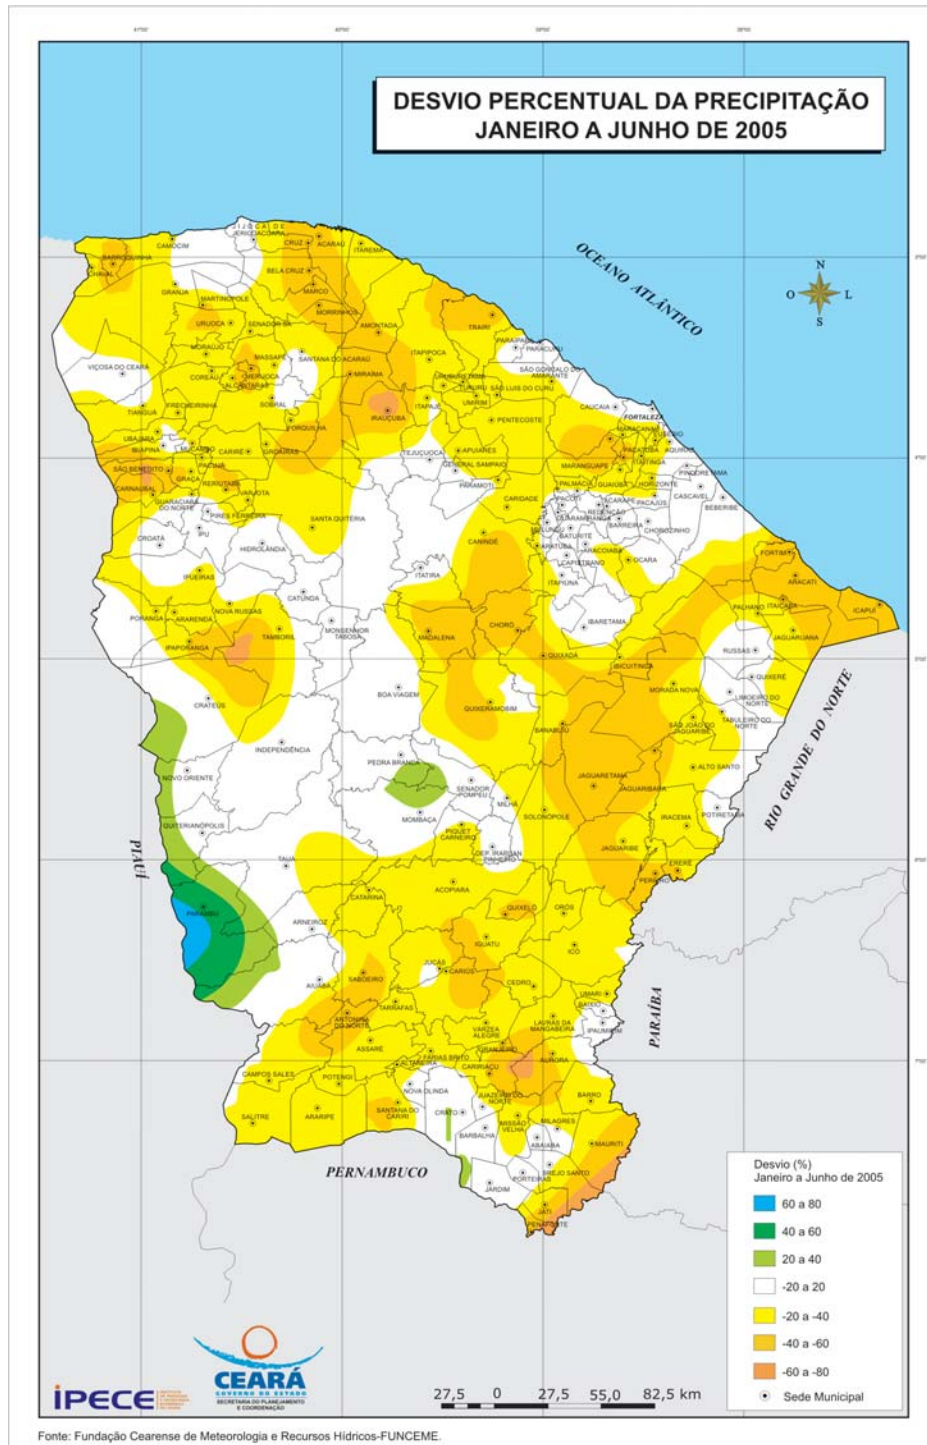 DESVIO PERCENTUAL DA PRECIPITAÇÃO
JANEIRO A JUNHO DE 2005
OCEANO ATLÂNTICO
N
O
L
S
JIJOCA DE
JERICOACOARA
CRUZ
ACARAÚ
ITAREMA
CAMOCIM
BARROQUINHA
CHAVAL
BELA CRUZ
GRANJA
MARCO
MARTINÓPOLE
MORRINHOS
URUOCA
SENADOR SÁ
AMONTADA
TRAIRI
MORAÚJO
MASSAPÊ
SANTANA DO ACARAÚ
ITAPIPOCA
PARAIPABA
PARACURU
VIÇOSA DO CEARÁ
COREAÚ
ALCÂNTARAS
MERUOCA
MIRAÍMA
URUBURETAMA
TURURU
SÃO GONÇALO DO
AMARANTE
SÃO LUIS DO CURU
UMIRIM
TIANGUÁ
FRECHEIRINHA
SOBRAL
IRAUÇUBA
ITAPAJÉ
CAUCAIA
FORTALEZA
FORQUILHA
PENTECOSTE
UBAJARA
IBIAPINA
MUCAMBO
CARIRÉ
GROAÍRAS
APUIARÉS
MARACANAÚ
EUSÉBIO
PACATUBA
AQUIRAZ
ITAITINGA
TEJUÇUOCA
GENERAL SAMPAIO
MARANGUAPE
SÃO BENEDITO
PACUJÁ
GRAÇA
RERIUTABA
PARAMOTI
PALMÁCIA
GUAIÚBA
HORIZONTE
PINDORETAMA
CARNAUBAL
GUARACIABA
DO NORTE
VARJOTA
CARIDADE
PACOTI
ACARAPE
PACAJÚS
CASCAVEL
BEBERIBE
PIRES FERREIRA
REDENÇÃO
GUARAMIRANGA
BARREIRA
CHOROZINHO
SANTA QUITÉRIA
MULUNGU
BATURITÉ
CROATÁ
IPU
HIDROLÂNDIA
CANINDÉ
ARATUBA
ARACOIABA
OCARA
CAPISTRANO
FORTIM
IPUEIRAS
ITATIRA
ITAPIÚNA
ARACATI
CATUNDA
PORANGA
ARARENDÁ
NOVA RUSSAS
ITAIÇABA
ICAPUÍ
PALHANO
IBARETAMA
TAMBORIL
MONSENHOR
TABOSA
MADALENA
CHORÓ
JAGUARUANA
IPAPORANGA
QUIXADÁ
IBICUITINGA
RUSSAS
BOA VIAGEM
MORADA NOVA
QUIXERÉ
CRATEÚS
LIMOEIRO DO
NORTE
QUIXERAMOBIM
TABULEIRO DO
NORTE
BANABUIÚ
SÃO JOÃO DO
JAGUARIBE
INDEPENDÊNCIA
PEDRA BRANCA
ALTO SANTO
NOVO ORIENTE
SENADOR
POMPEU
JAGUARETAMA
JAGUARIBARA
RIO GRANDE DO NORTE
MILHÃ
POTIRETAMA
MOMBAÇA
SOLONÓPOLE
IRACEMA
QUITERIANÓPOLIS
PIQUET
CARNEIRO
DEP. IRAPUAN
PINHEIRO
JAGUARIBE
PIAUÍ
TAUÁ
ERERÉ
PEREIRO
ACOPIARA
CATARINA
PARAMBU
QUIXELÔ
ORÓS
ARNEIROZ
IGUATU
ICÓ
JUCÁS
CARIÚS
AIUABA
SABOEIRO
CEDRO
UMARI
BAIXIO
TARRAFAS
PARAÍBA
ANTONINA
DO NORTE
VÁRZEA
ALEGRE
LAVRAS DA
MANGABEIRA
IPAUMIRIM
ASSARÉ
GRANJEIRO
FARIAS BRITO
AURORA
ALTANEIRA
CARIRIAÇU
CAMPOS SALES
POTENGI
NOVA OLINDA
JUAZEIRO DO
NORTE
BARRO
SALITRE
ARARIPE
SANTANA DO
CARIRI
CRATO
MISSÃO
VELHA
MILAGRES
BARBALHA
ABAIARA
MAURITI
PERNAMBUCO
BREJO SANTO
PORTEIRAS
JARDIM
JATI
PENAFORTE
Desvio (%)
Janeiro a Junho de 2005
60 a 80
40 a 60
20 a 40
-20 a 20
-20 a -40
-40 a -60
-60 a -80
Sede Municipal
CEARÁ
GOVERNO DO ESTADO
SECRETARIA DO PLANEJAMENTO
E COORDENAÇÃO
IPECE
27,5 0 27,5 55,0 82,5 km
Fonte: Fundação Cearense de Meteorologia e Recursos Hídricos-FUNCEME.